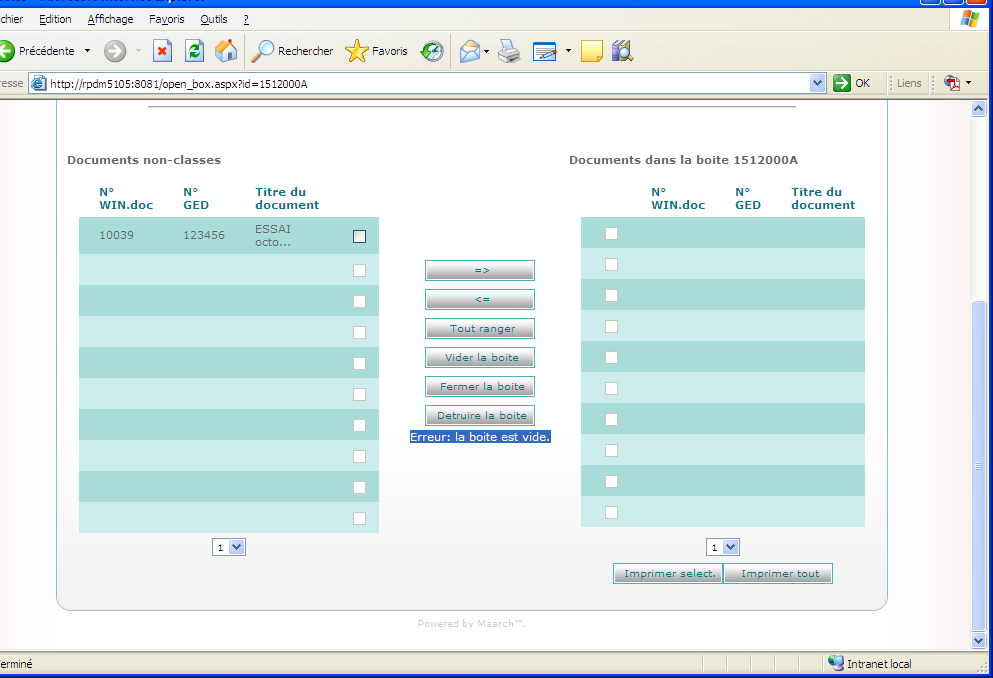 chier Edition Affichage Favoris Outils ?
Précédente Rechercher Favoris
esse http://rpdm5105:8081/open_box.aspx?id=1512000A OK Liens
Documents non-classes
N° WIN.doc N° GED Titre du document
10039 123456 ESSAI octo...
1
=>
<=
Tout ranger
Vider la boite
Fermer la boite
Detruire la boite
Erreur: la boite est vide.
Documents dans la boite 1512000A
N° WIN.doc N° GED Titre du document
1
Imprimer select. Imprimer tout
Powered by Maarch™.
erminé Intranet local